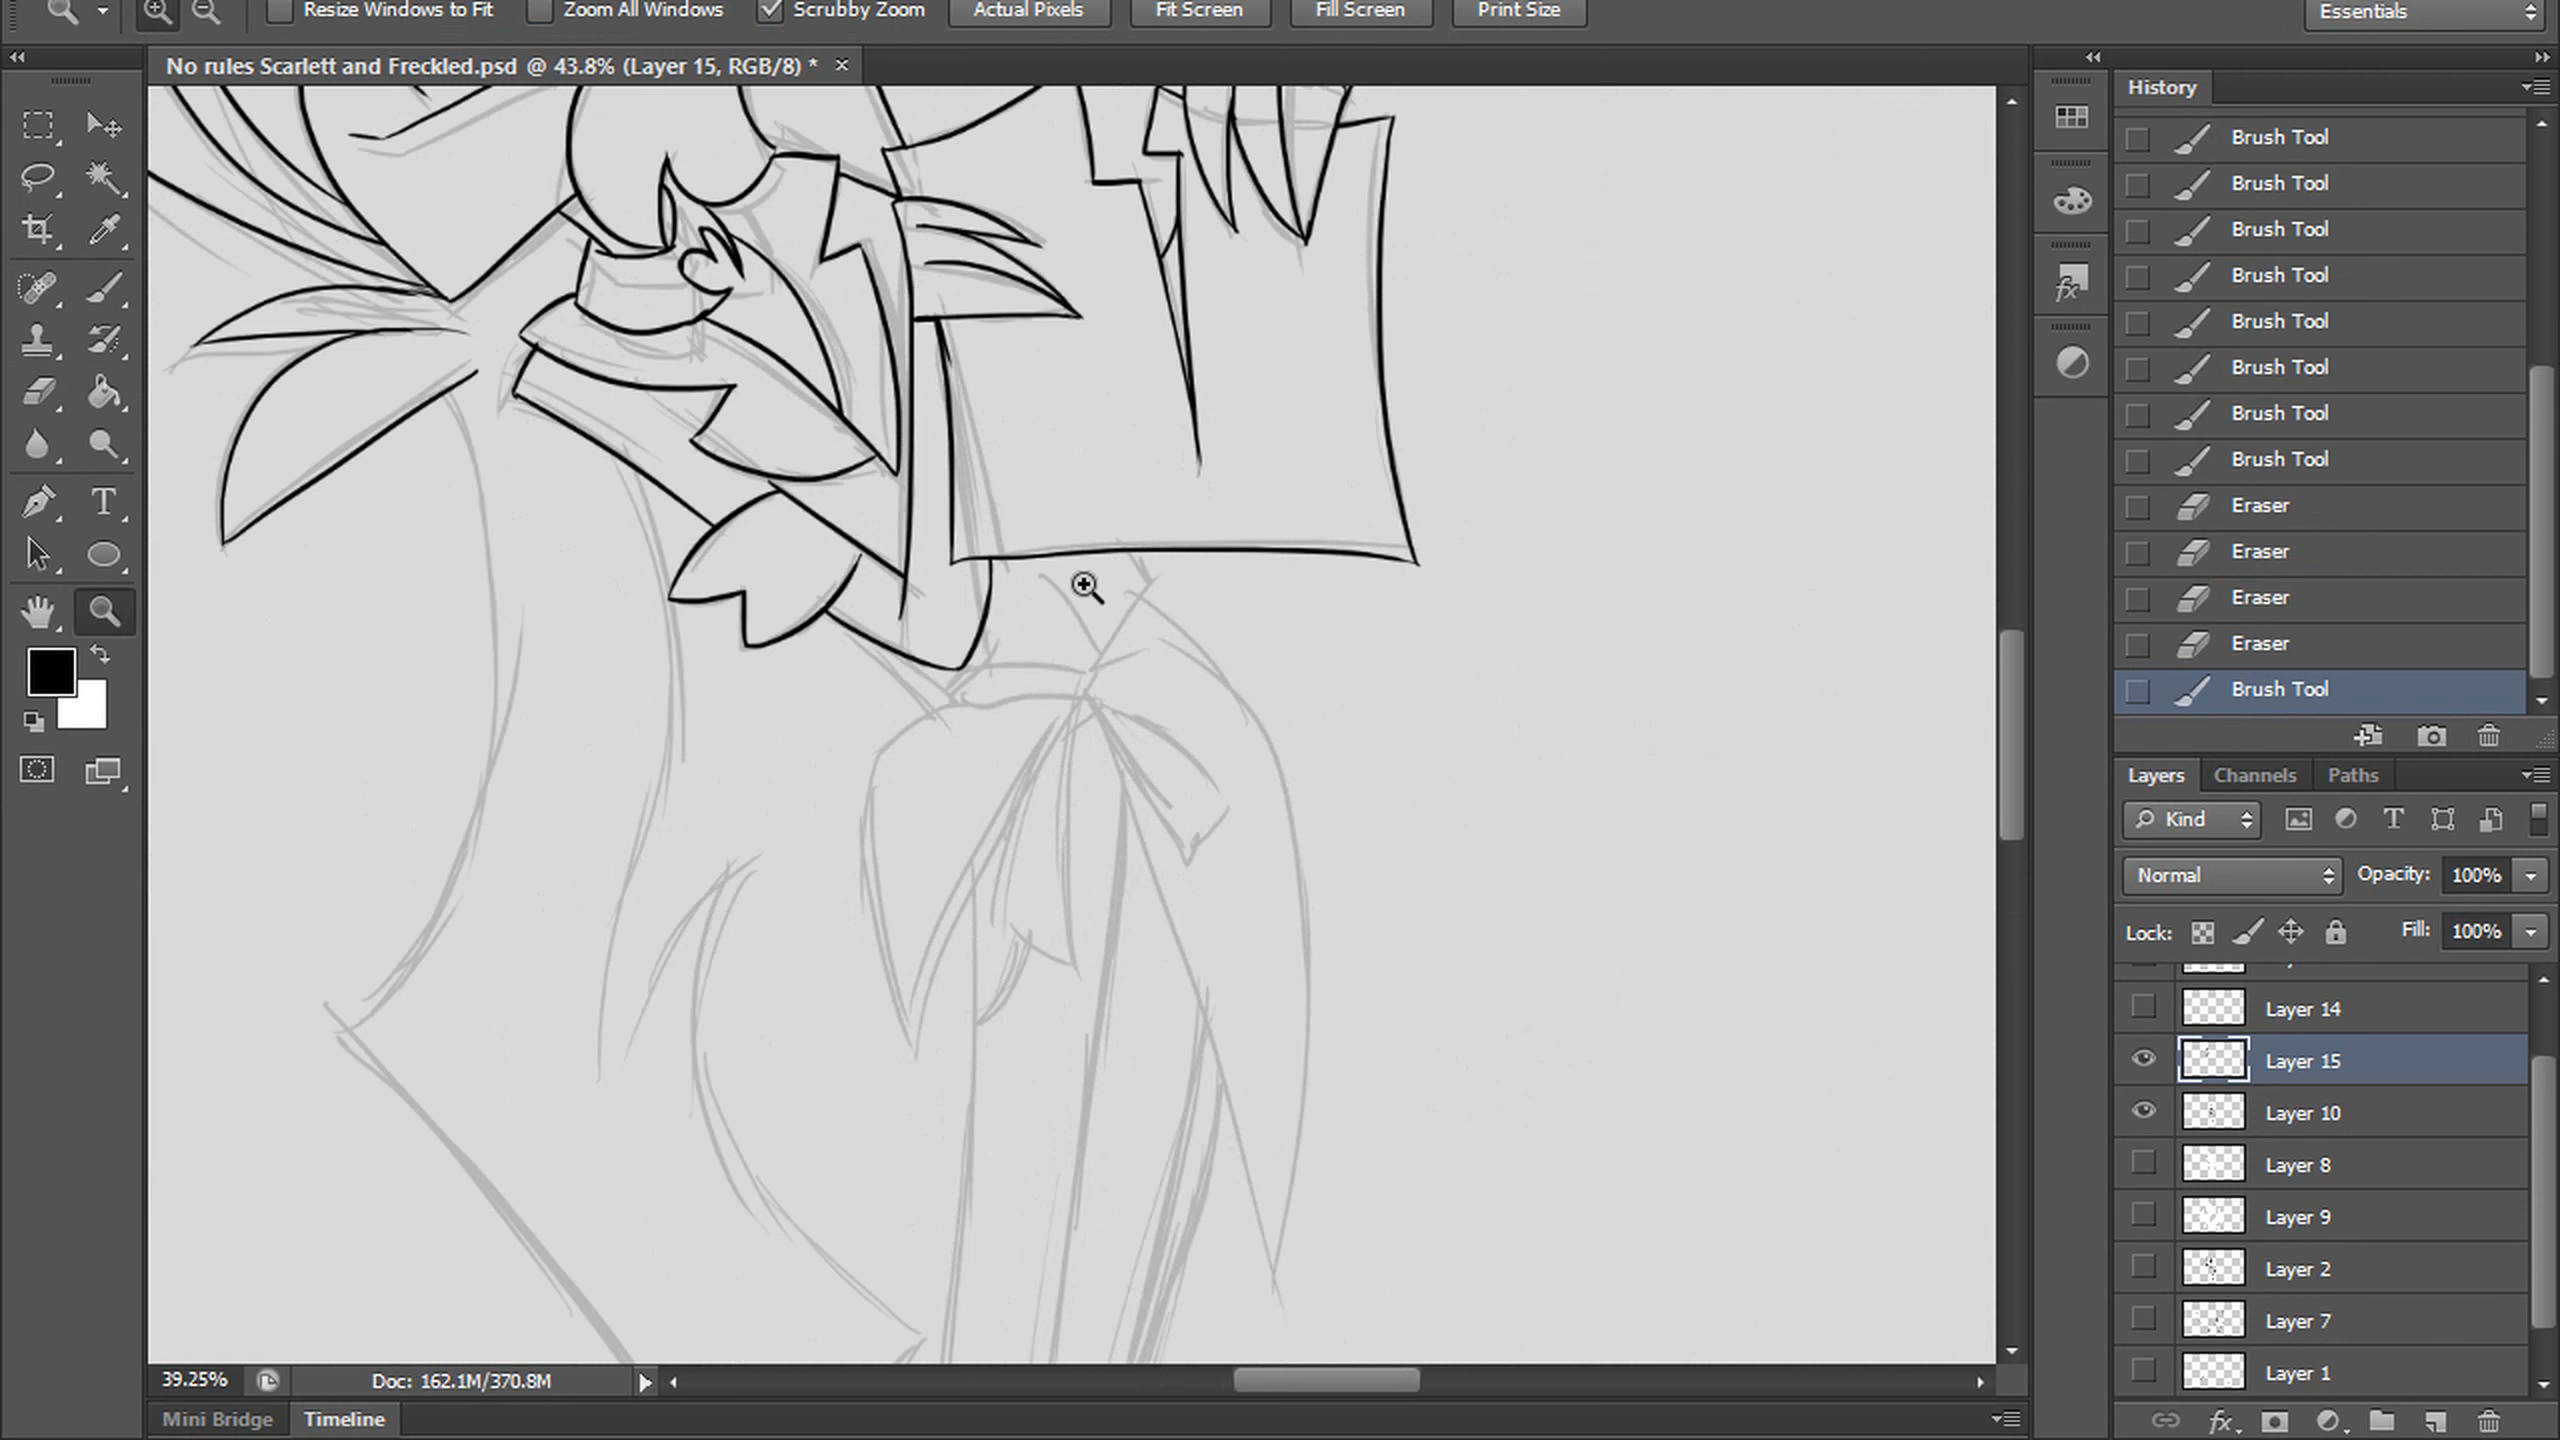 Resize Windows to Fit Zoom All Windows Scrubby Zoom Actual Pixels Fit Screen Fill Screen Print Size Essentials
No rules Scarlett and Freckled.psd @ 43.8% (Layer 15, RGB/8) * ×
History
Brush Tool
Brush Tool
Brush Tool
Brush Tool
Brush Tool
Brush Tool
Brush Tool
Brush Tool
Eraser
Eraser
Eraser
Eraser
Brush Tool
Layers Channels Paths
Kind
Normal Opacity: 100%
Lock: Fill: 100%
Layer 14
Layer 15
Layer 10
Layer 8
Layer 9
Layer 2
Layer 7
Layer 1
39.25% Doc: 162.1M/370.8M
Mini Bridge Timeline